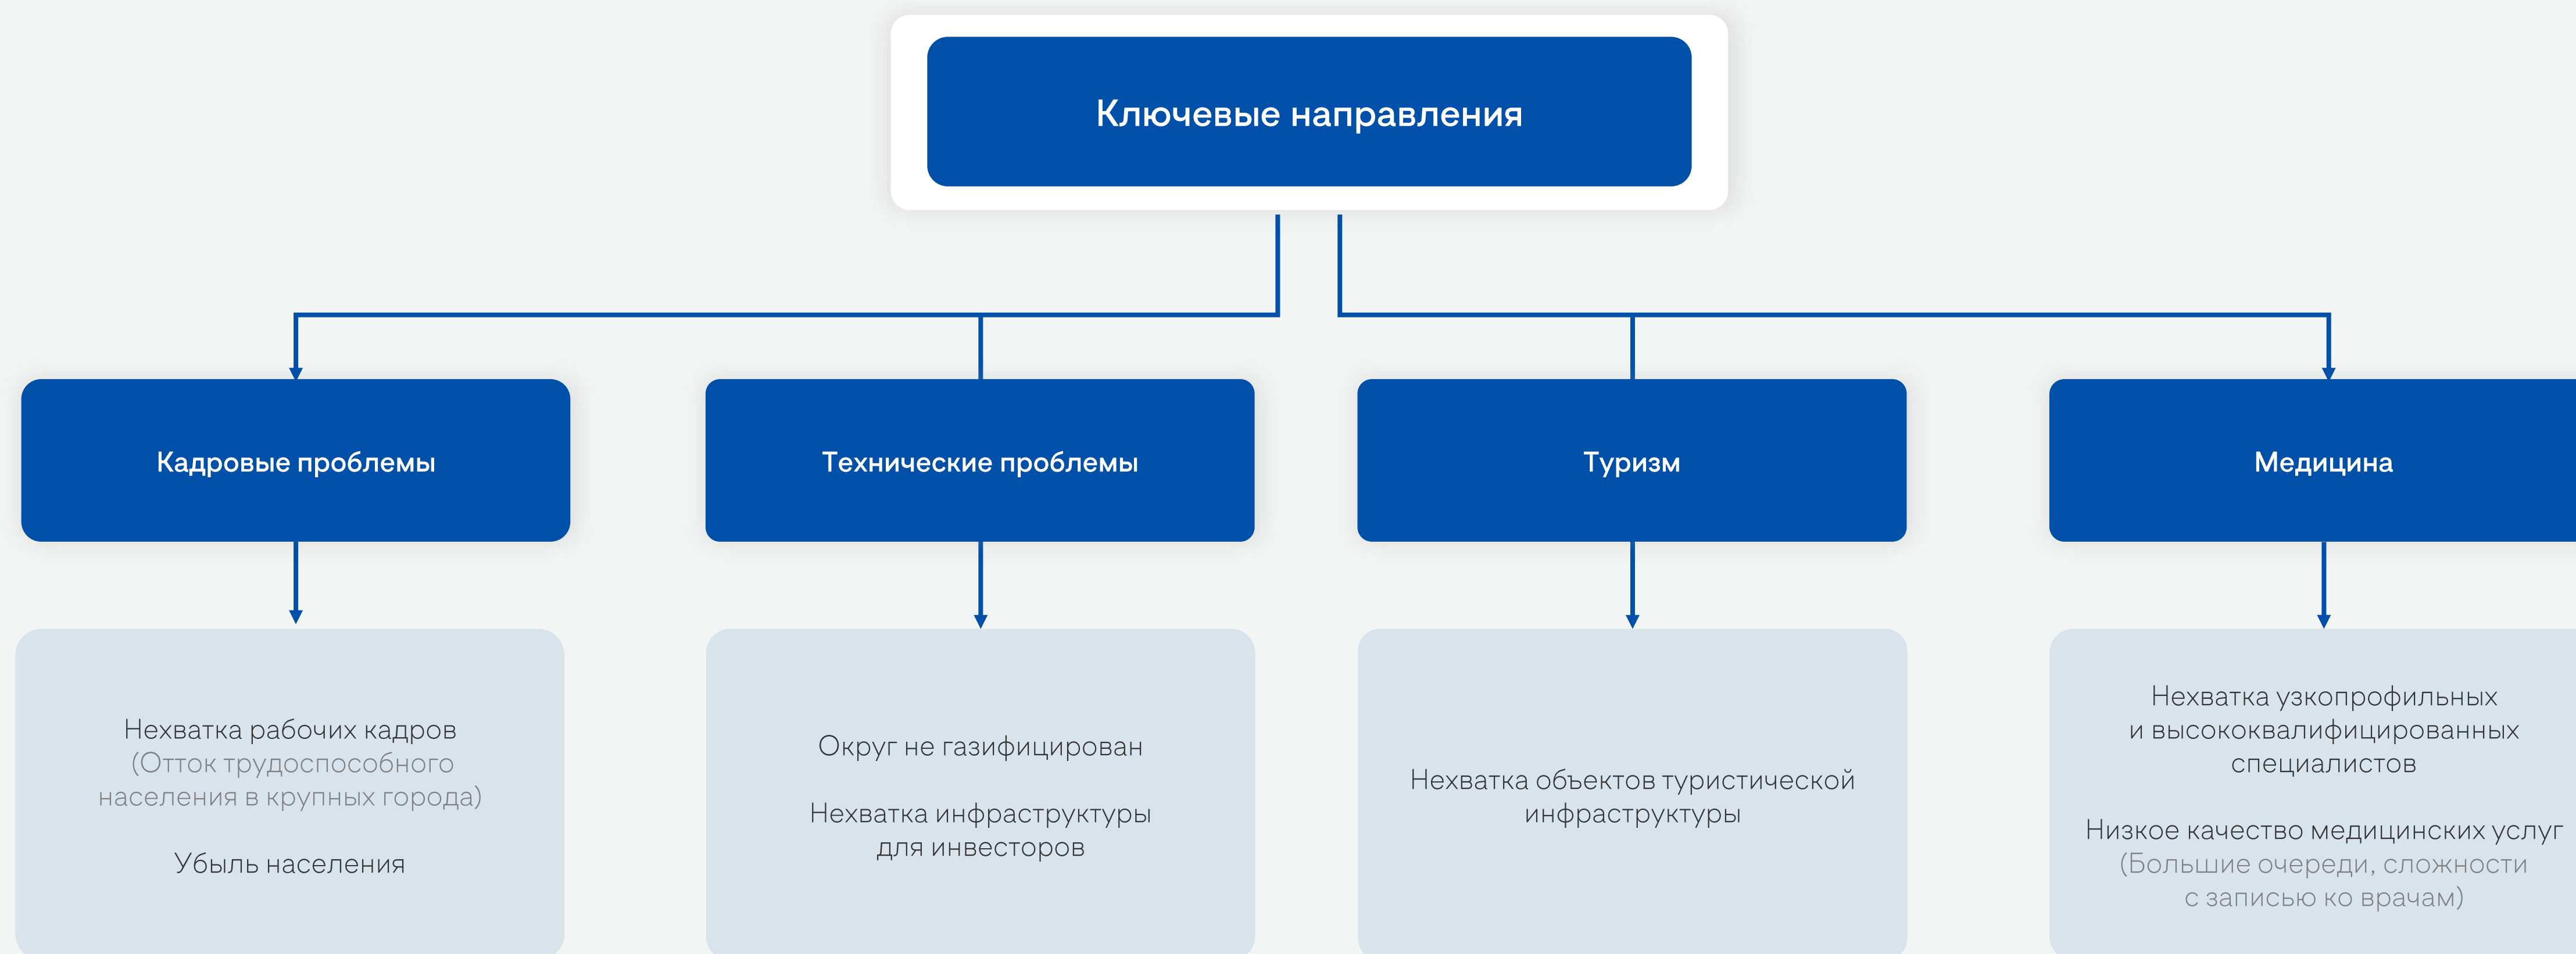 Ключевые направления
Кадровые проблемы
Технические проблемы
Туризм
Медицина
Нехватка рабочих кадров
(Отток трудоспособного
населения в крупных города)
Убыль населения
Округ не газифицирован
Нехватка инфраструктуры
для инвесторов
Нехватка объектов туристической
инфраструктуры
Нехватка узкопрофильных
и высококвалифицированных
специалистов
Низкое качество медицинских услуг
(Большие очереди, сложности
с записью ко врачам)